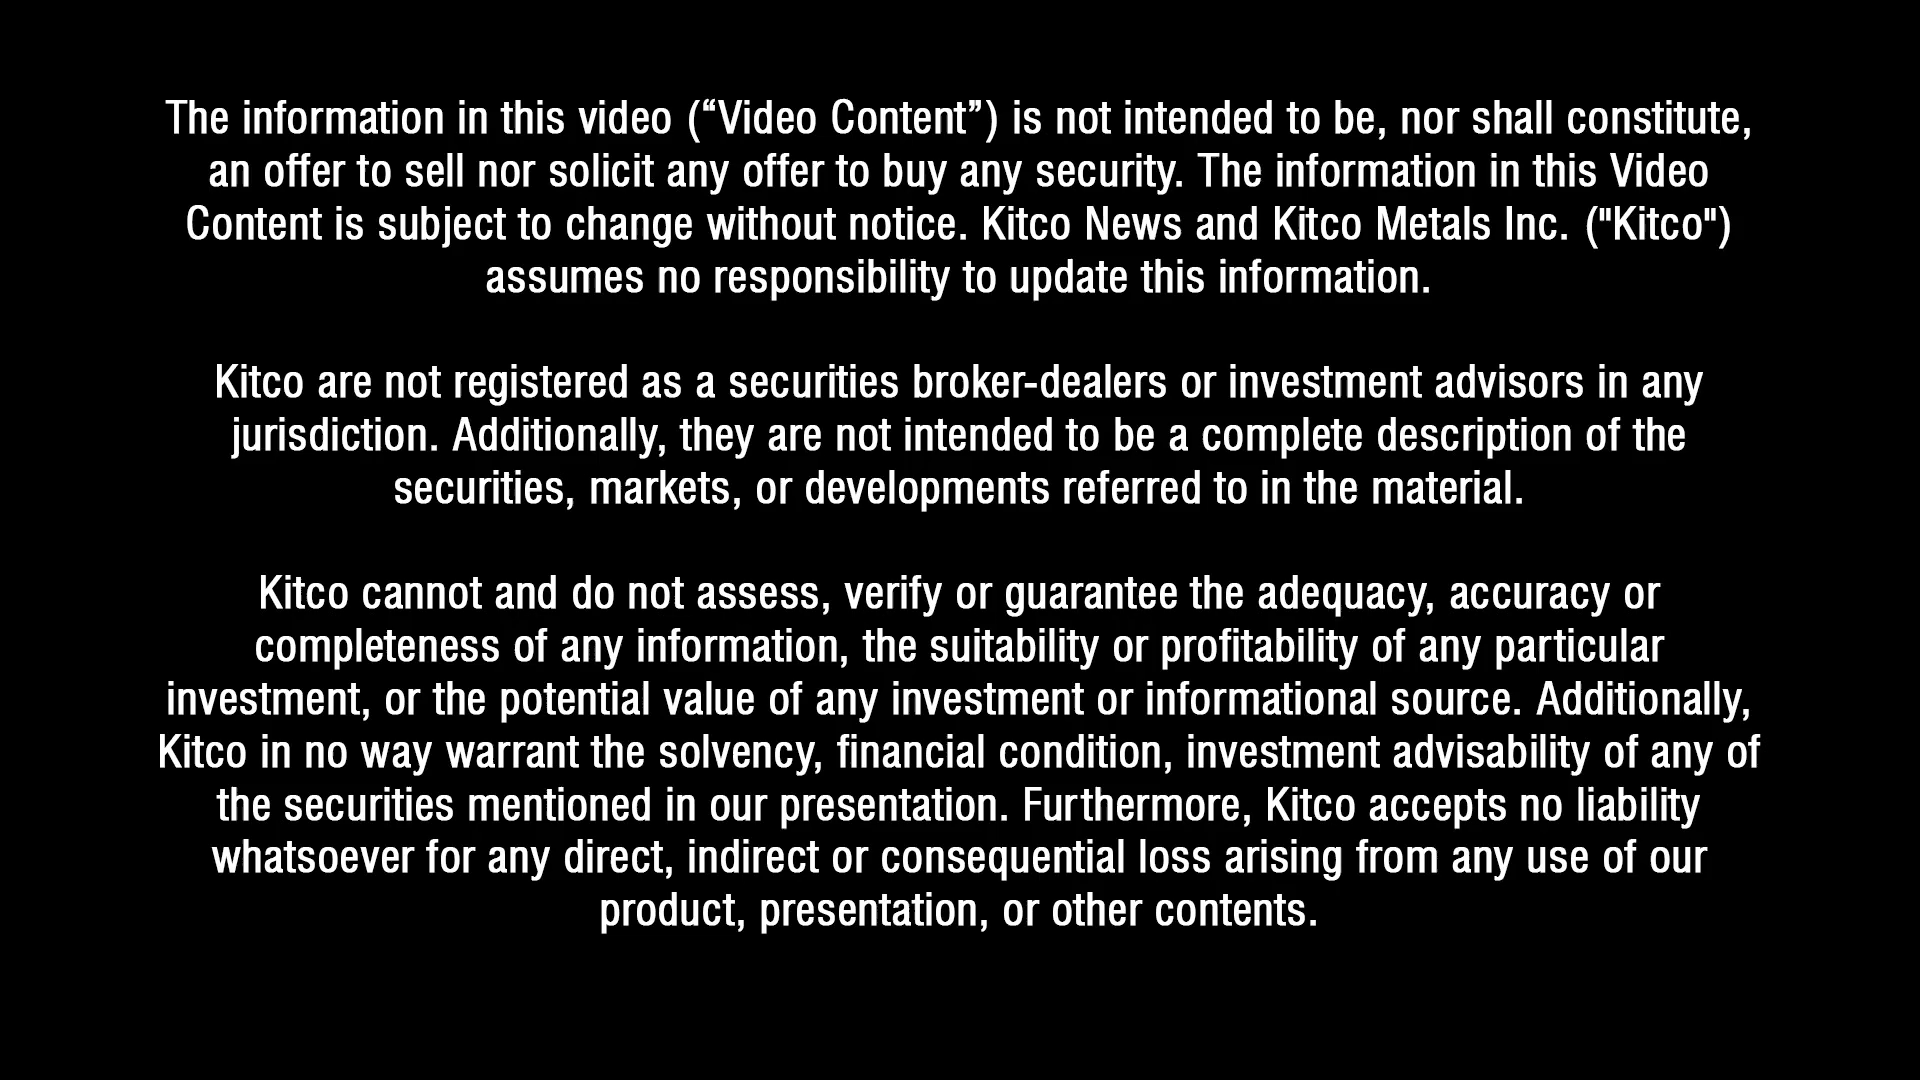 The information in this video (“Video Content”) is not intended to be, nor shall constitute,
an offer to sell nor solicit any offer to buy any security. The information in this Video
Content is subject to change without notice. Kitco News and Kitco Metals Inc. ("Kitco")
assumes no responsibility to update this information.
Kitco are not registered as a securities broker-dealers or investment advisors in any
jurisdiction. Additionally, they are not intended to be a complete description of the
securities, markets, or developments referred to in the material.
Kitco cannot and do not assess, verify or guarantee the adequacy, accuracy or
completeness of any information, the suitability or profitability of any particular
investment, or the potential value of any investment or informational source. Additionally,
Kitco in no way warrant the solvency, financial condition, investment advisability of any of
the securities mentioned in our presentation. Furthermore, Kitco accepts no liability
whatsoever for any direct, indirect or consequential loss arising from any use of our
product, presentation, or other contents.